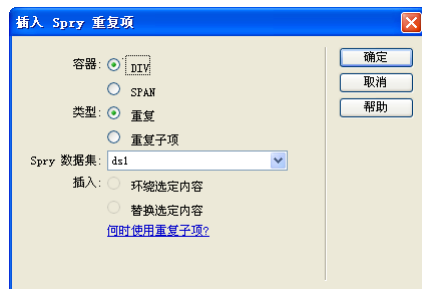 插入 Spry 重复项
容器: DIV
SPAN
类型: 重复
重复子项
Spry 数据集: ds1
插入: 环绕选定内容
替换选定内容
何时使用重复子项?
确定
取消
帮助